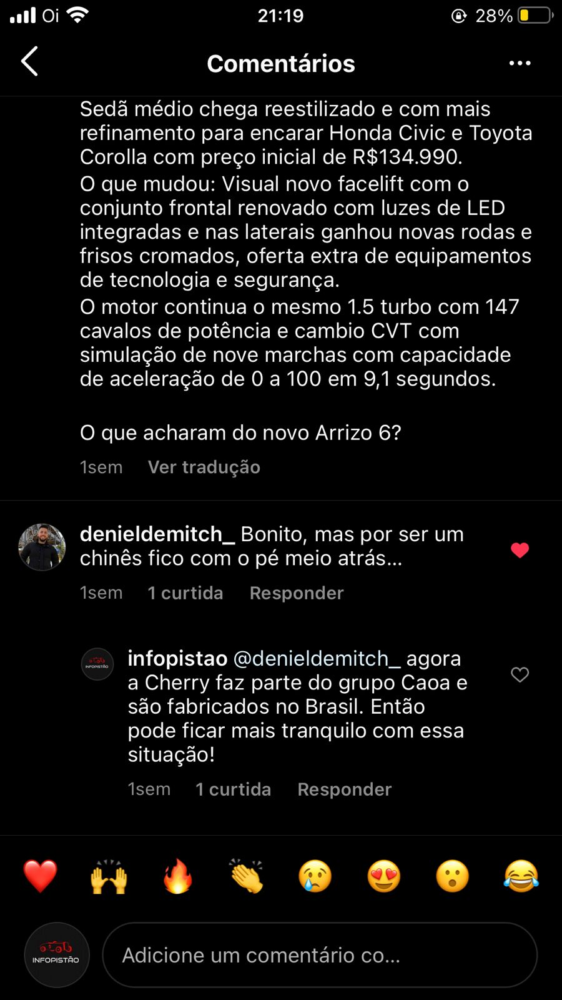 Oi
21:19
28%
Comentários
Sedã médio chega reestilizado e com mais
refinamento para encarar Honda Civic e Toyota
Corolla com preço inicial de R$134.990.
O que mudou: Visual novo facelift com o
conjunto frontal renovado com luzes de LED
integradas e nas laterais ganhou novas rodas e
frisos cromados, oferta extra de equipamentos
de tecnologia e segurança.
O motor continua o mesmo 1.5 turbo com 147
cavalos de potência e cambio CVT com
simulação de nove marchas com capacidade
de aceleração de 0 a 100 em 9,1 segundos.
O que acharam do novo Arrizo 6?
1sem Ver tradução
denieldemitch_ Bonito, mas por ser um
chinês fico com o pé meio atrás...
1sem 1 curtida Responder
INFOPISTÃO
infopistao @denieldemitch_ agora
a Cherry faz parte do grupo Caoa e
são fabricados no Brasil. Então
pode ficar mais tranquilo com essa
situação!
1sem 1 curtida Responder
INFOPISTÃO
Adicione um comentário co...